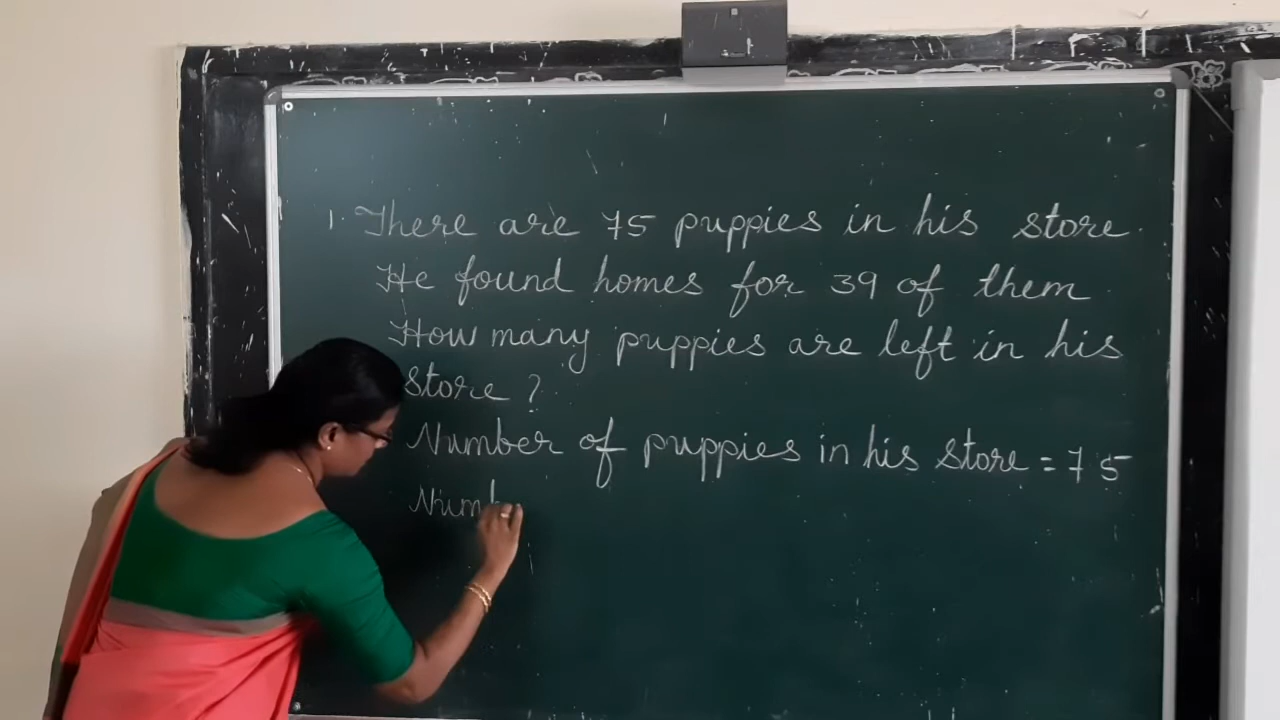 1. There are 75 puppies in his store.
He found homes for 39 of them.
How many puppies are left in his
store?
Number of puppies in his store = 75
Numb